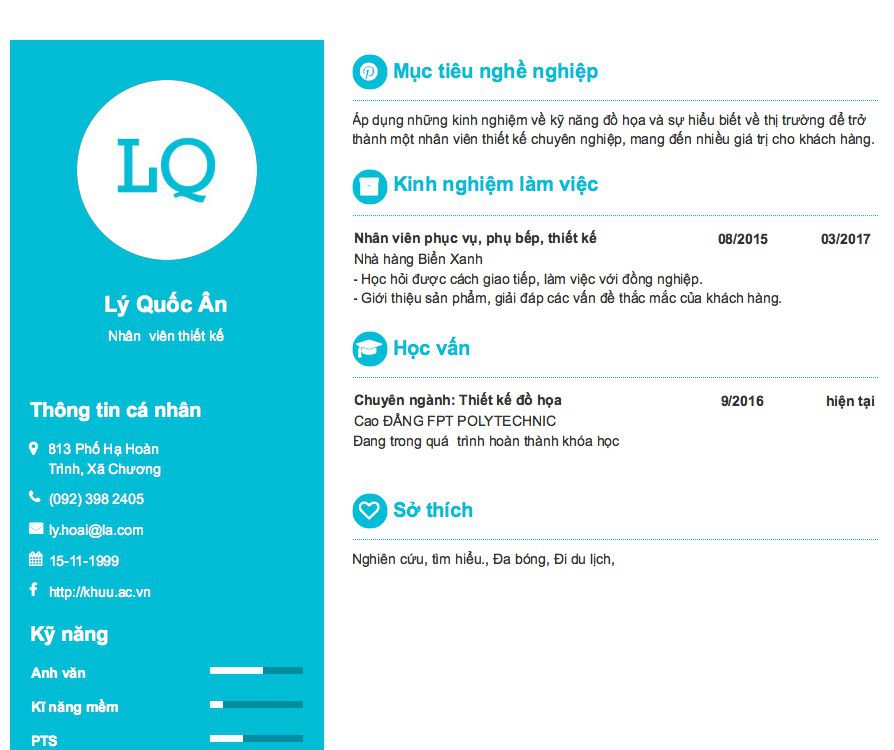 LQ
Lý Quốc Ân
Nhân viên thiết kế
Thông tin cá nhân
813 Phố Hạ Hoàn
Trinh, Xã Chương
(092) 398 2405
ly.hoai@la.com
15-11-1999
http://khuu.ac.vn
Kỹ năng
Anh văn
Kĩ năng mềm
PTS
Mục tiêu nghề nghiệp
Áp dụng những kinh nghiệm về kỹ năng đồ họa và sự hiểu biết về thị trường để trở
thành một nhân viên thiết kế chuyên nghiệp, mang đến nhiều giá trị cho khách hàng.
Kinh nghiệm làm việc
Nhân viên phục vụ, phụ bếp, thiết kế 08/2015 03/2017
Nhà hàng Biển Xanh
- Học hỏi được cách giao tiếp, làm việc với đồng nghiệp.
- Giới thiệu sản phẩm, giải đáp các vấn đề thắc mắc của khách hàng.
Học vấn
Chuyên ngành: Thiết kế đồ họa 9/2016 hiện tại
Cao ĐẲNG FPT POLYTECHNIC
Đang trong quá trình hoàn thành khóa học
Sở thích
Nghiên cứu, tìm hiểu., Đa bóng, Đi du lịch,